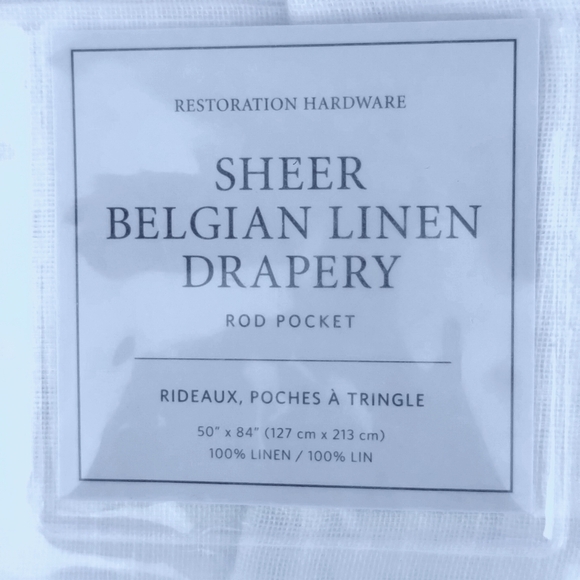 RESTORATION HARDWARE
SHEER
BELGIAN LINEN
DRAPERY
ROD POCKET
RIDEAUX, POCHES À TRINGLE
50" x 84" (127 cm x 213 cm)
100% LINEN / 100% LIN